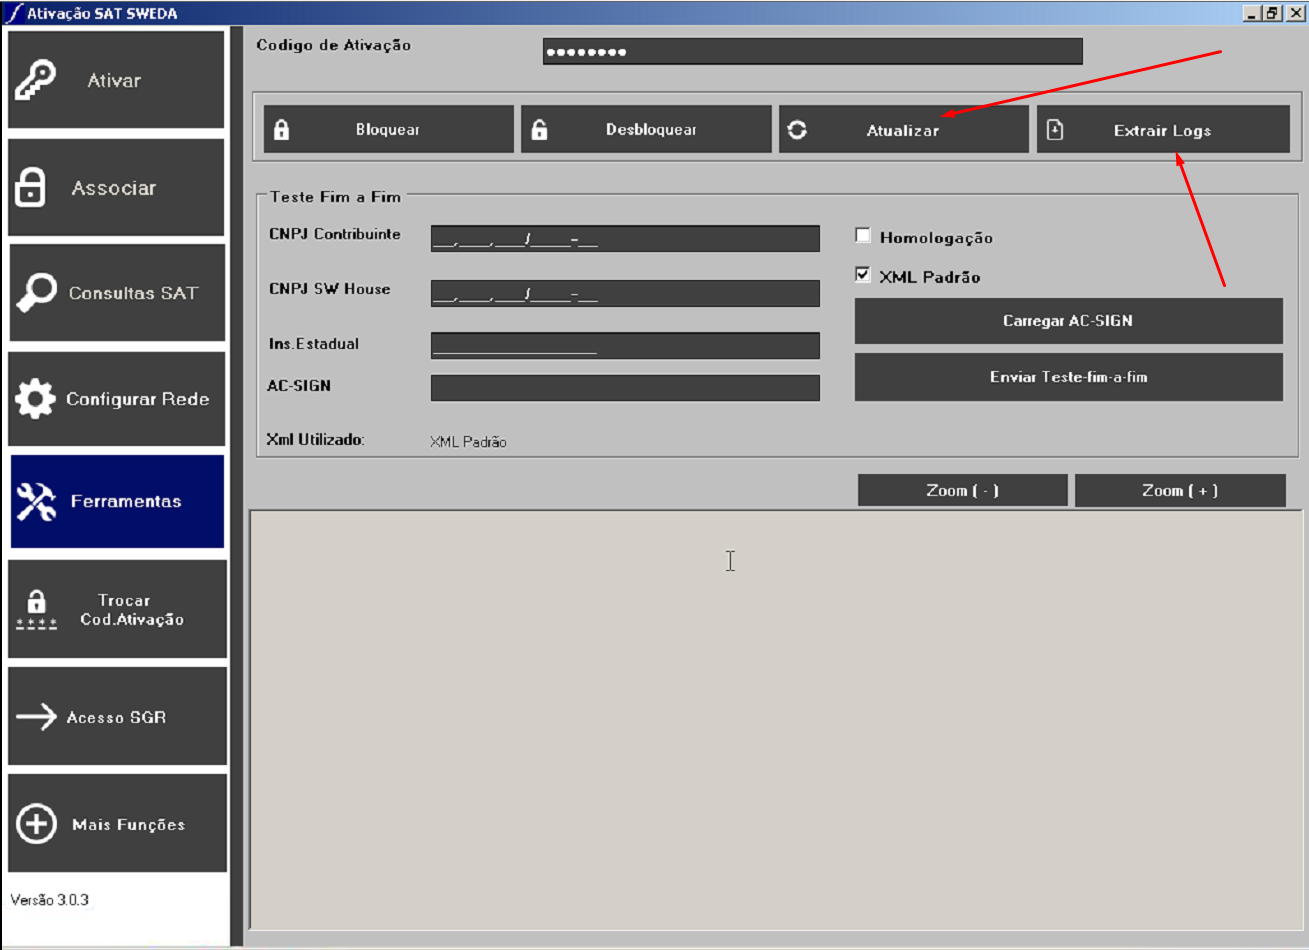 Ativação SAT SWEDA
Ativar
Associar
Consultas SAT
Configurar Rede
Ferramentas
Trocar
Cod.Ativação
Acesso SGR
Mais Funções
Versão 3.0.3
Codigo de Ativação
Bloquear
Desbloquear
Atualizar
Extrair Logs
Teste Fim a Fim
CNPJ Contribuinte
__.___.___/____-__
CNPJ SW House
__.___.___/____-__
Ins.Estadual
AC-SIGN
Xml Utilizado:
XML Padrão
Homologação
XML Padrão
Carregar AC-SIGN
Enviar Teste-fim-a-fim
Zoom ( - )
Zoom ( + )